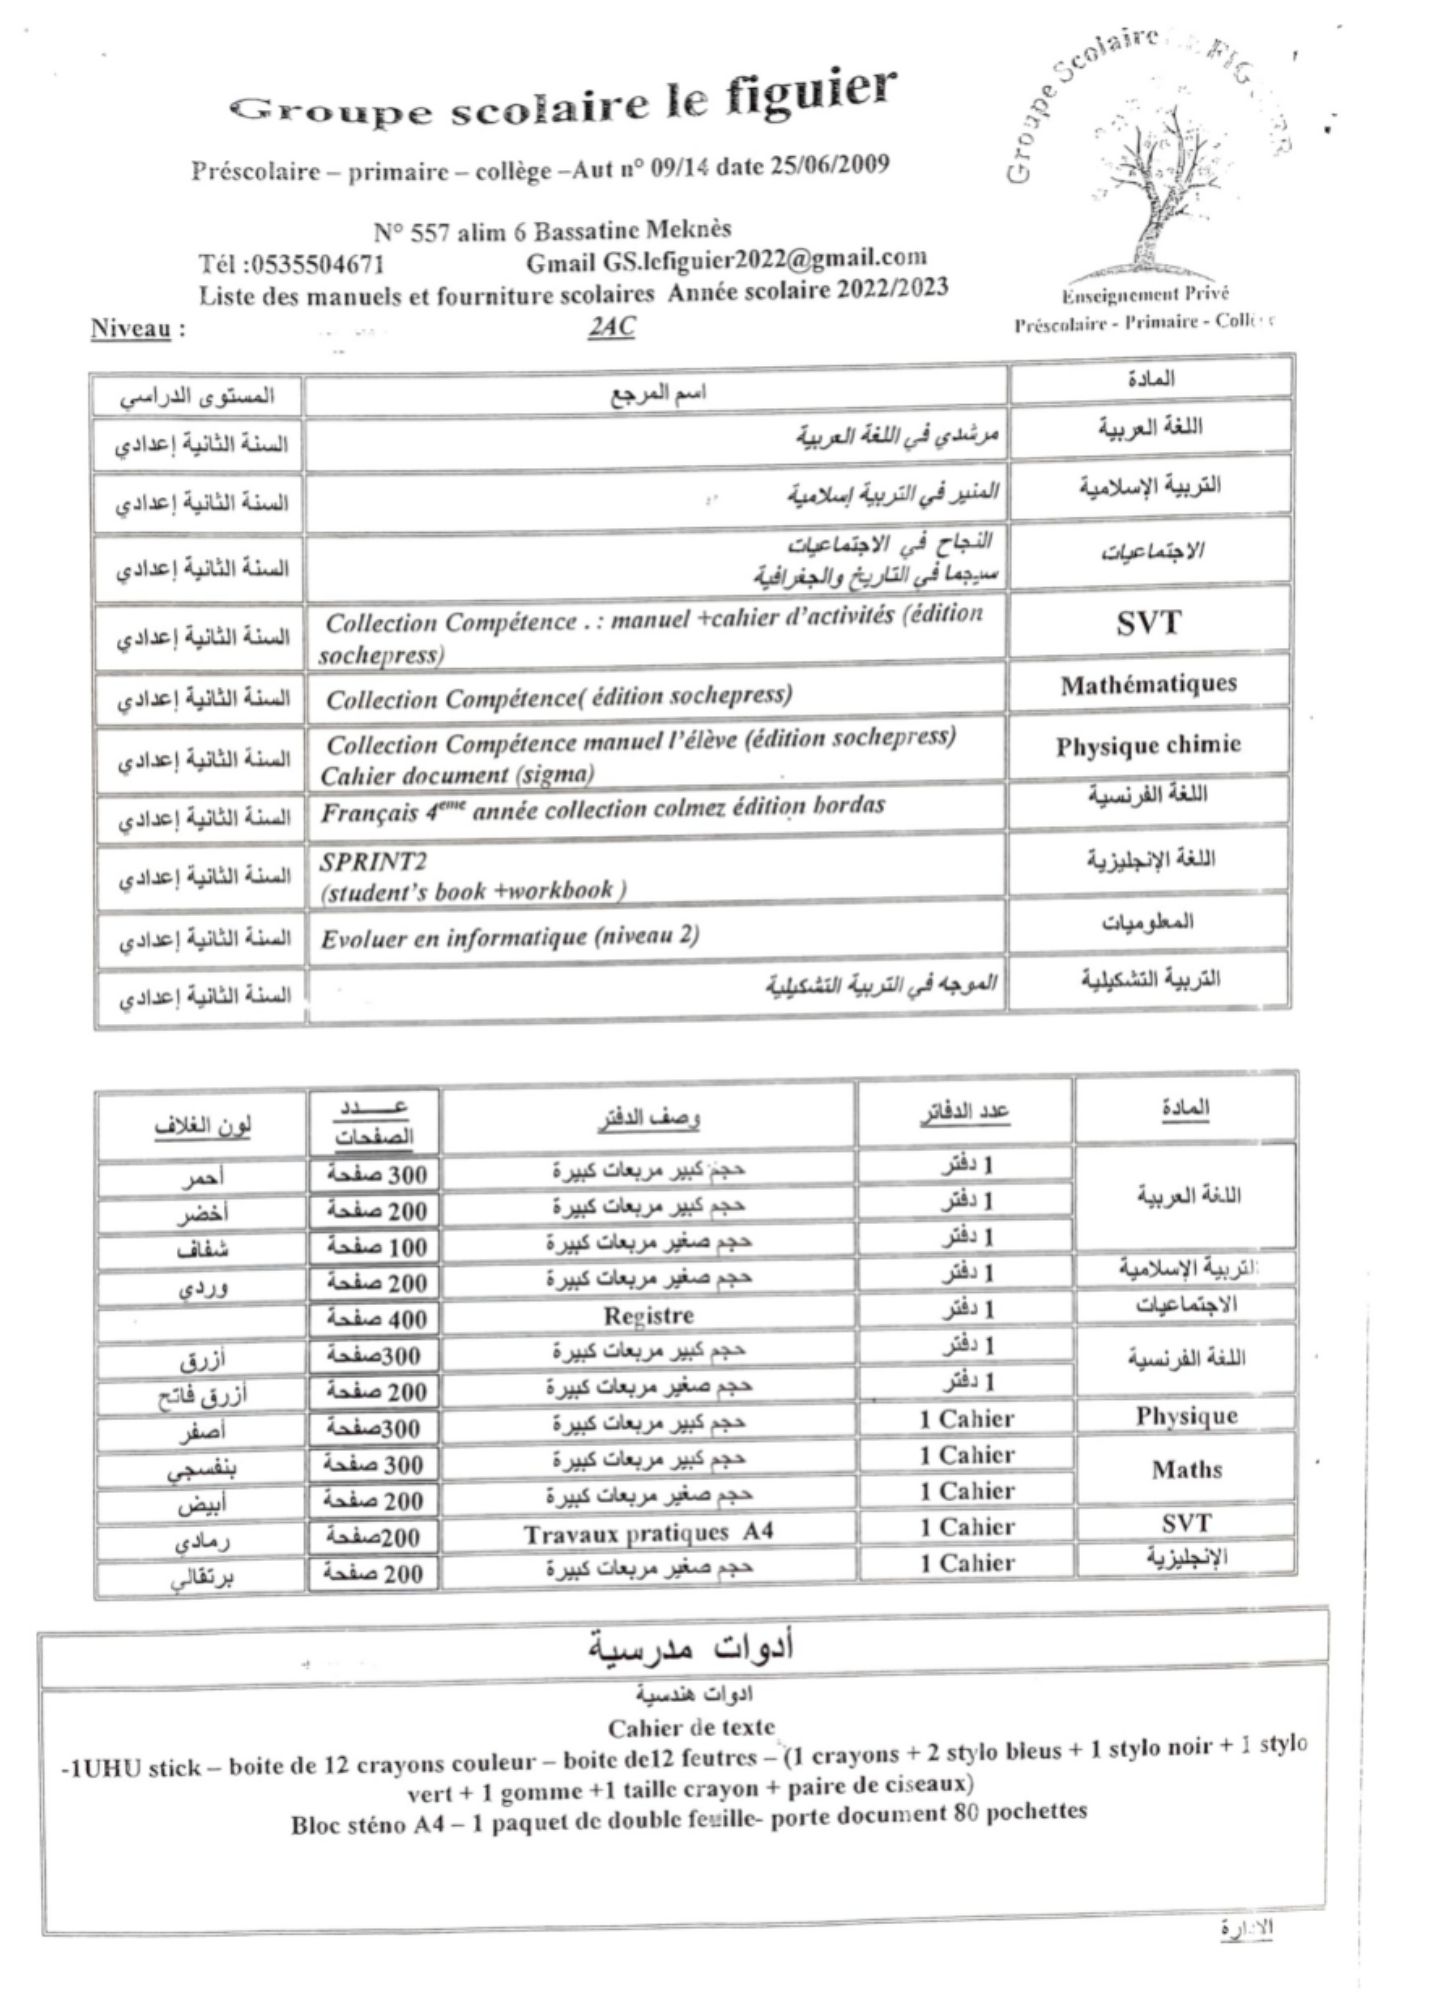 Groupe scolaire le figuier
Groupe Scolaire LE FIGUIER
Préscolaire – primaire – collège –Aut n° 09/14 date 25/06/2009
N° 557 alim 6 Bassatine Meknès
Tél :0535504671 Gmail GS.lefiguier2022@gmail.com
Liste des manuels et fourniture scolaires Année scolaire 2022/2023
Enseignement Privé
Préscolaire - Primaire - Collège
Niveau : 2AC
المادة اسم المرجع المستوى الدراسي
اللغة العربية مرشدي في اللغة العربية السنة الثانية إعدادي
التربية الإسلامية المنير في التربية إسلامية السنة الثانية إعدادي
الاجتماعيات النجاح في الاجتماعيات السنة الثانية إعدادي
سيجما في التاريخ والجغرافية
SVT Collection Compétence . : manuel +cahier d'activités (édition السنة الثانية إعدادي
sochepress)
Mathématiques Collection Compétence( édition sochepress) السنة الثانية إعدادي
Physique chimie Collection Compétence manuel l'élève (édition sochepress) السنة الثانية إعدادي
Cahier document (sigma)
اللغة الفرنسية Français 4eme année collection colmez édition bordas السنة الثانية إعدادي
اللغة الإنجليزية SPRINT2 السنة الثانية إعدادي
(student's book +workbook )
المعلوميات Evoluer en informatique (niveau 2) السنة الثانية إعدادي
التربية التشكيلية الموجه في التربية التشكيلية السنة الثانية إعدادي
المادة عدد الدفاتر وصف الدفتر عـــدد لون الغلاف
الصفحات
اللغة العربية 1 دفتر حجم كبير مربعات كبيرة 300 صفحة أحمر
1 دفتر حجم كبير مربعات كبيرة 200 صفحة أخضر
1 دفتر حجم صغير مربعات كبيرة 100 صفحة شفاف
التربية الإسلامية 1 دفتر حجم صغير مربعات كبيرة 200 صفحة وردي
الاجتماعيات 1 دفتر Registre 400 صفحة
اللغة الفرنسية 1 دفتر حجم كبير مربعات كبيرة 300صفحة أزرق
1 دفتر حجم صغير مربعات كبيرة 200 صفحة أزرق فاتح
Physique 1 Cahier حجم كبير مربعات كبيرة 300صفحة أصفر
Maths 1 Cahier حجم كبير مربعات كبيرة 300 صفحة بنفسجي
1 Cahier حجم صغير مربعات كبيرة 200 صفحة أبيض
SVT 1 Cahier Travaux pratiques A4 200صفحة رمادي
الإنجليزية 1 Cahier حجم صغير مربعات كبيرة 200 صفحة برتقالي
أدوات مدرسية
ادوات هندسية
Cahier de texte
-1UHU stick – boite de 12 crayons couleur – boite de12 feutres – (1 crayons + 2 stylo bleus + 1 stylo noir + 1 stylo
vert + 1 gomme +1 taille crayon + paire de ciseaux)
Bloc sténo A4 – 1 paquet de double feuille- porte document 80 pochettes
الادارة